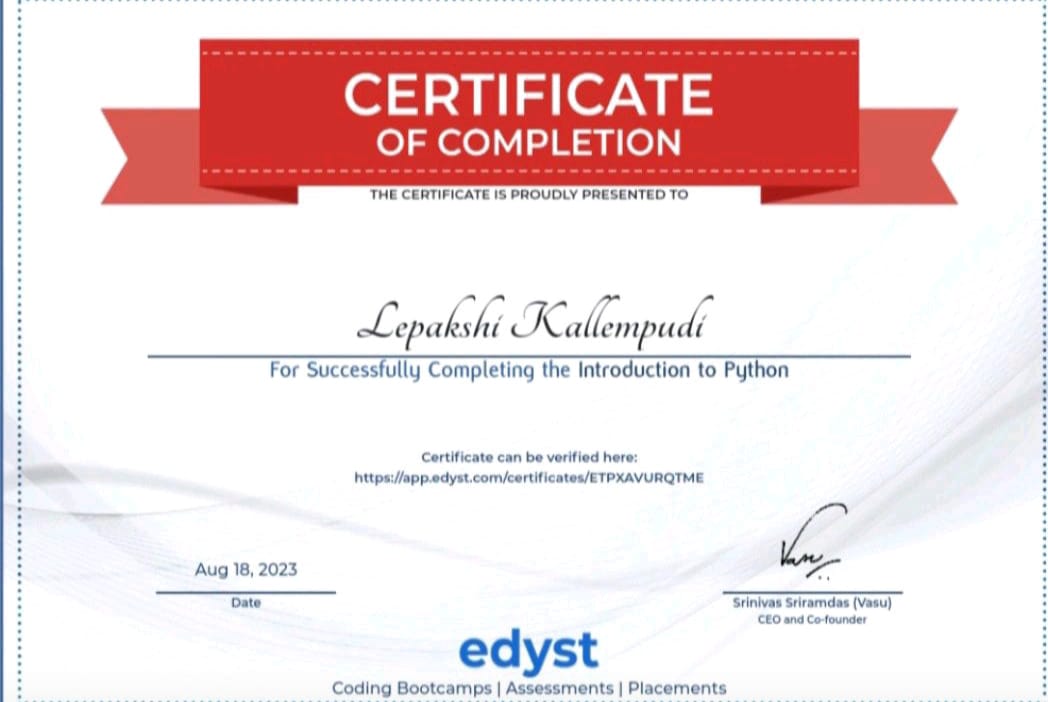 CERTIFICATE
OF COMPLETION
THE CERTIFICATE IS PROUDLY PRESENTED TO
Lepakshi Kallempudi
For Successfully Completing the Introduction to Python
Certificate can be verified here:
https://app.edyst.com/certificates/ETPXAVURQTME
Aug 18, 2023
Date
Vasu
Srinivas Sriramdas (Vasu)
CEO and Co-founder
edyst
Coding Bootcamps | Assessments | Placements